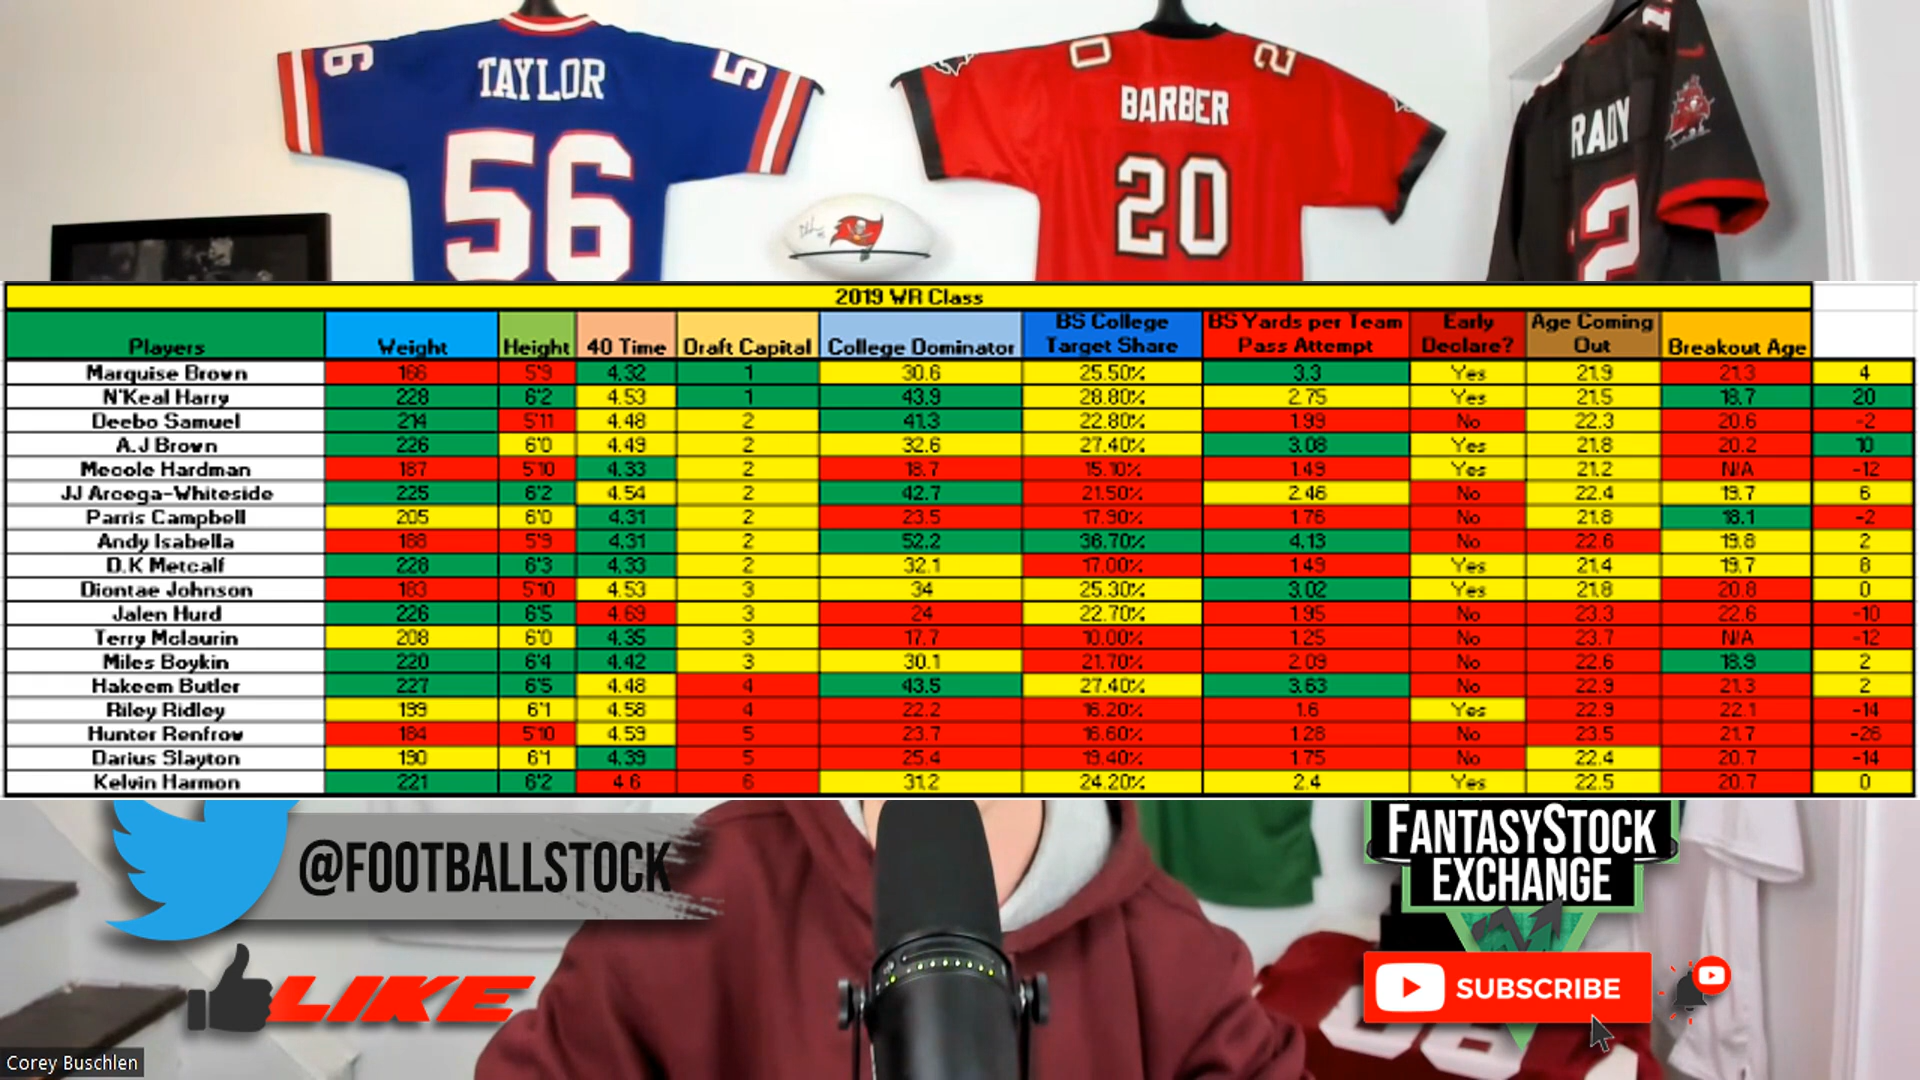 TAYLOR
56
56
BARBER
20
20
RADY
2
2019 WR Class
Players Weight Height 40 Time Draft Capital College Dominator BS College Target Share BS Yards per Team Pass Attempt Early Declare? Age Coming Out Breakout Age
Marquise Brown 166 5'9 4.32 1 30.6 25.50% 3.3 Yes 21.9 21.3 4
N'Keal Harry 228 6'2 4.53 1 43.9 28.80% 2.75 Yes 21.5 18.7 20
Deebo Samuel 214 5'11 4.48 2 41.3 22.80% 1.99 No 22.3 20.6 -2
A.J Brown 226 6'0 4.49 2 32.6 27.40% 3.08 Yes 21.8 20.2 10
Mecole Hardman 187 5'10 4.33 2 18.7 15.10% 1.49 Yes 21.2 N/A -12
JJ Arcega-Whiteside 225 6'2 4.54 2 42.7 21.50% 2.46 No 22.4 19.7 6
Parris Campbell 205 6'0 4.31 2 23.5 17.90% 1.76 No 21.8 18.1 -2
Andy Isabella 188 5'9 4.31 2 52.2 36.70% 4.13 No 22.6 19.8 2
D.K Metcalf 228 6'3 4.33 2 32.1 17.00% 1.49 Yes 21.4 19.7 8
Diontae Johnson 183 5'10 4.53 3 34 25.30% 3.02 Yes 21.8 20.8 0
Jalen Hurd 226 6'5 4.69 3 24 22.70% 1.95 No 23.3 22.6 -10
Terry Mclaurin 208 6'0 4.35 3 17.7 10.00% 1.25 No 23.7 N/A -12
Miles Boykin 220 6'4 4.42 3 30.1 21.70% 2.09 No 22.6 18.9 2
Hakeem Butler 227 6'5 4.48 4 43.5 27.40% 3.63 No 22.9 21.3 2
Riley Ridley 199 6'1 4.58 4 22.2 16.20% 1.6 Yes 22.9 22.1 -14
Hunter Renfrow 184 5'10 4.59 5 23.7 16.60% 1.28 No 23.5 21.7 -26
Darius Slayton 190 6'1 4.39 5 25.4 19.40% 1.75 No 22.4 20.7 -14
Kelvin Harmon 221 6'2 4.6 6 31.2 24.20% 2.4 Yes 22.5 20.7 0
@FOOTBALLSTOCK
LIKE
FANTASYSTOCK
EXCHANGE
SUBSCRIBE
Corey Buschlen